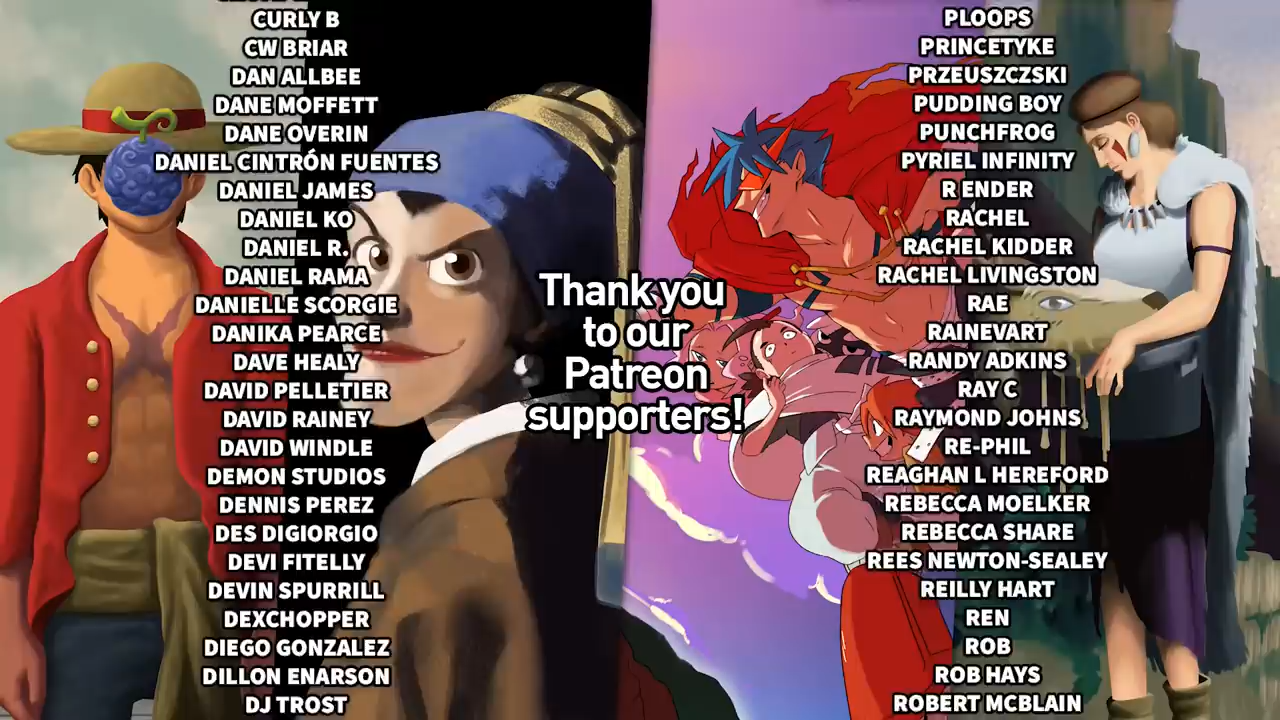 CURLY B
CW BRIAR
DAN ALLBEE
DANE MOFFETT
DANE OVERIN
DANIEL CINTRÓN FUENTES
DANIEL JAMES
DANIEL KO
DANIEL R.
DANIEL RAMA
DANIELLE SCORGIE
DANIKA PEARCE
DAVE HEALY
DAVID PELLETIER
DAVID RAINEY
DAVID WINDLE
DEMON STUDIOS
DENNIS PEREZ
DES DIGIORGIO
DEVI FITELLY
DEVIN SPURRILL
DEXCHOPPER
DIEGO GONZALEZ
DILLON ENARSON
DJ TROST
Thank you
to our
Patreon
supporters!
PLOOPS
PRINCETYKE
PRZEUSZCZSKI
PUDDING BOY
PUNCHFROG
PYRIEL INFINITY
R ENDER
RACHEL
RACHEL KIDDER
RACHEL LIVINGSTON
RAE
RAINEVART
RANDY ADKINS
RAY C
RAYMOND JOHNS
RE-PHIL
REAGHAN L HEREFORD
REBECCA MOELKER
REBECCA SHARE
REES NEWTON-SEALEY
REILLY HART
REN
ROB
ROB HAYS
ROBERT MCBLAIN